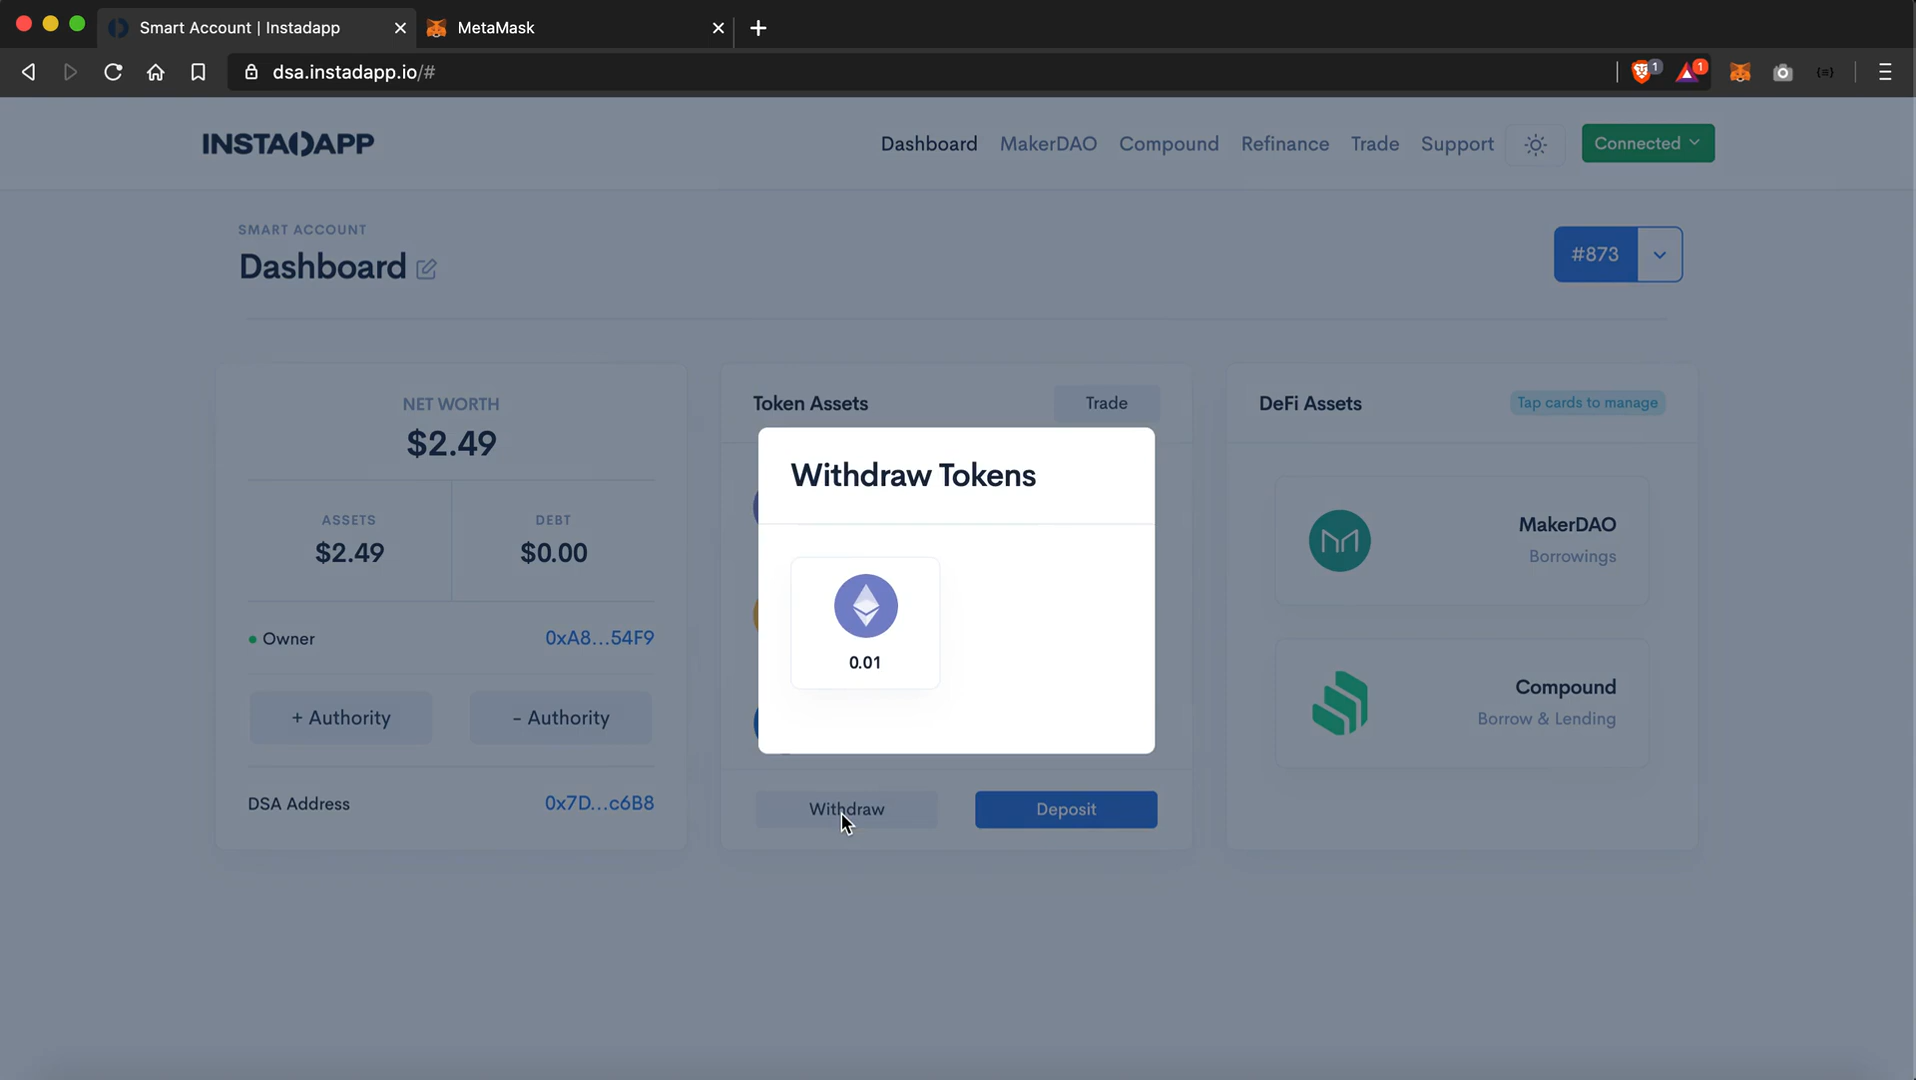 Smart Account | Instadapp
MetaMask
dsa.instadapp.io/#
1
1
INSTADAPP
Dashboard
MakerDAO
Compound
Refinance
Trade
Support
Connected
SMART ACCOUNT
Dashboard
#873
NET WORTH
$2.49
ASSETS
$2.49
DEBT
$0.00
Owner
0xA8...54F9
+ Authority
- Authority
DSA Address
0x7D...c6B8
Token Assets
Trade
Withdraw Tokens
0.01
Withdraw
Deposit
DeFi Assets
Tap cards to manage
MakerDAO
Borrowings
Compound
Borrow & Lending